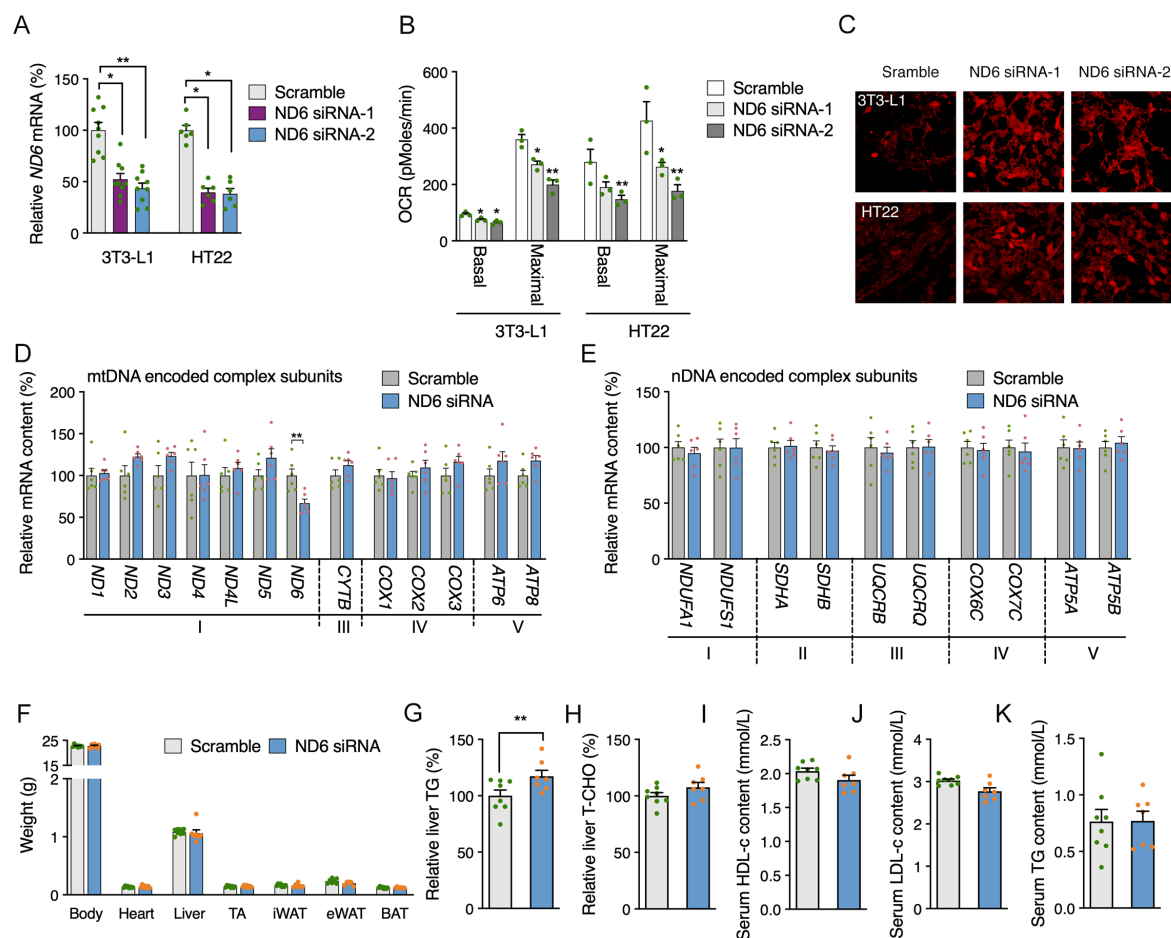 A
Relative ND6 mRNA (%)
150
100
50
0
*
**
*
*
Scramble
ND6 siRNA-1
ND6 siRNA-2
3T3-L1
HT22
B
OCR (pMoles/min)
600
400
200
0
*
*
*
**
**
*
**
Scramble
ND6 siRNA-1
ND6 siRNA-2
Basal
Maximal
Basal
Maximal
3T3-L1
HT22
C
Sramble
ND6 siRNA-1
ND6 siRNA-2
3T3-L1
HT22
D
Relative mRNA content (%)
200
150
100
50
0
mtDNA encoded complex subunits
Scramble
ND6 siRNA
**
ND1
ND2
ND3
ND4
ND4L
ND5
ND6
CYTB
COX1
COX2
COX3
ATP6
ATP8
I
III
IV
V
E
Relative mRNA content (%)
150
100
50
0
nDNA encoded complex subunits
Scramble
ND6 siRNA
NDUFA1
NDUFS1
SDHA
SDHB
UQCRB
UQCRQ
COX6C
COX7C
ATP5A
ATP5B
I
II
III
IV
V
F
Weight (g)
25
15
2
1
0
Scramble
ND6 siRNA
Body
Heart
Liver
TA
iWAT
eWAT
BAT
G
Relative liver TG (%)
150
100
50
0
**
H
Relative liver T-CHO (%)
150
100
50
0
I
Serum HDL-c content (mmol/L)
2.5
2.0
1.5
1.0
0.5
0.0
J
Serum LDL-c content (mmol/L)
4
3
2
1
0
K
Serum TG content (mmol/L)
1.5
1.0
0.5
0.0